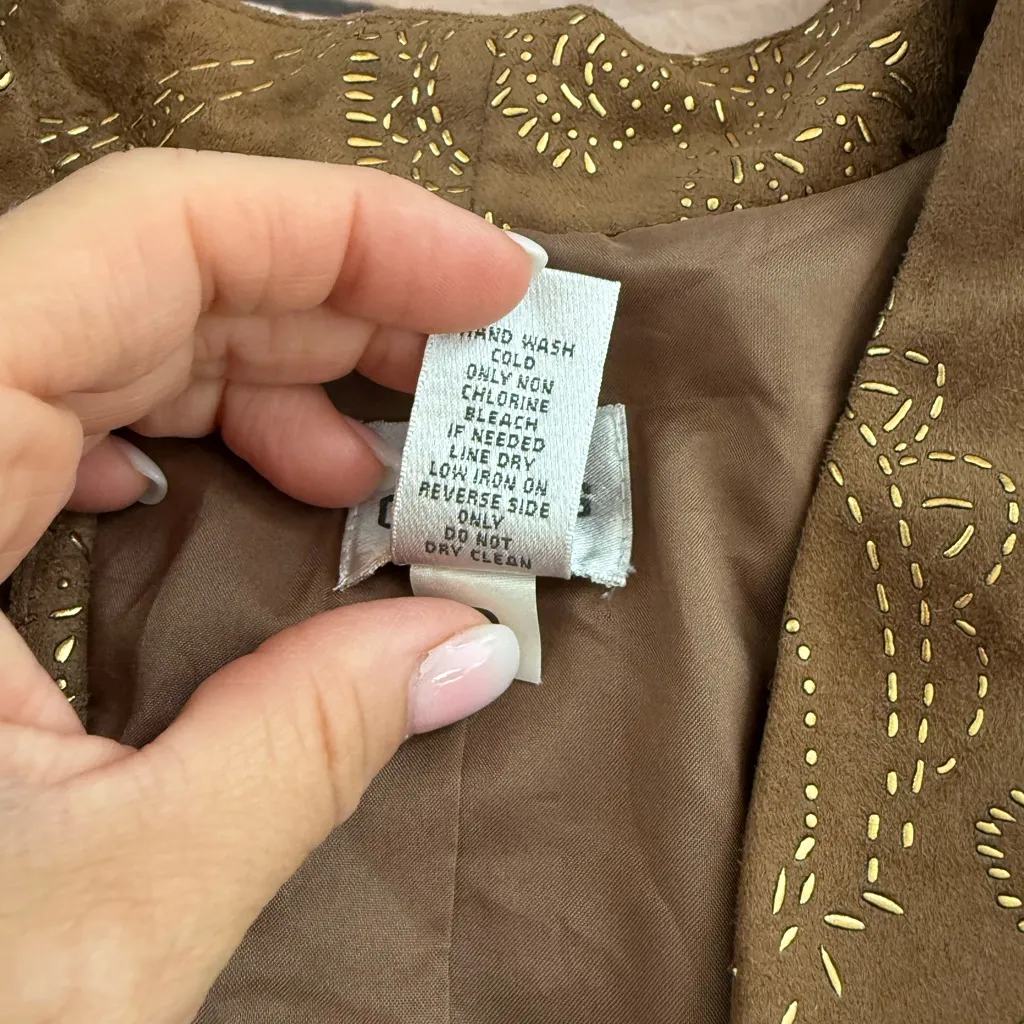 HAND WASH
COLD
ONLY NON
CHLORINE
BLEACH
IF NEEDED
LINE DRY
LOW IRON ON
REVERSE SIDE
ONLY
DO NOT
DRY CLEAN